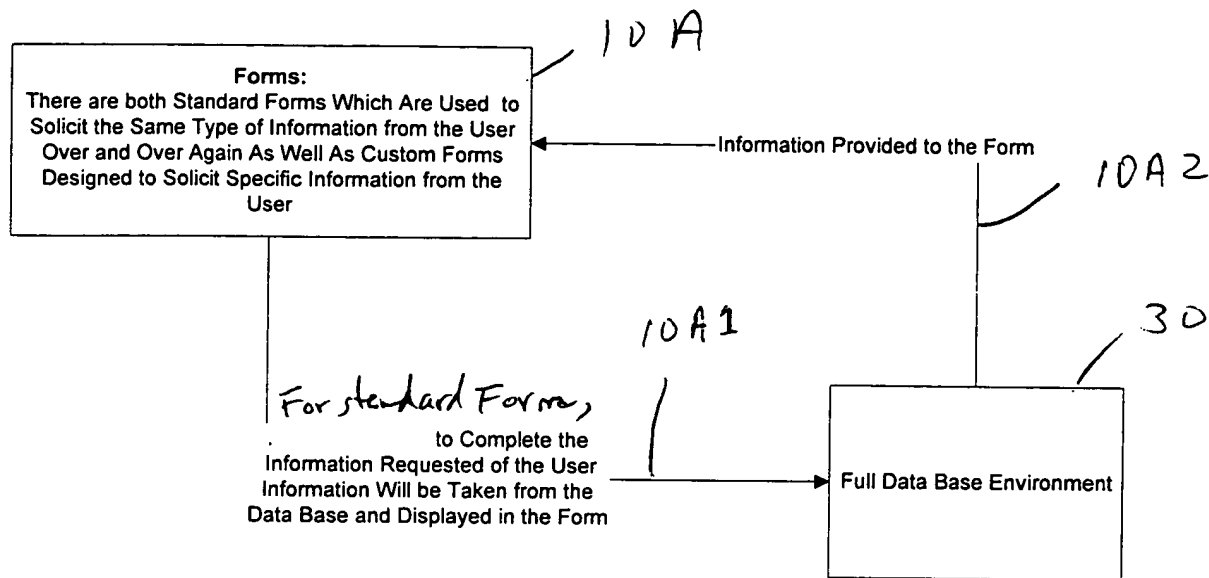 10A
Forms:
There are both Standard Forms Which Are Used to
Solicit the Same Type of Information from the User
Over and Over Again As Well As Custom Forms
Designed to Solicit Specific Information from the
User
Information Provided to the Form
10A2
10A1
30
For standard Forms,
to Complete the
Information Requested of the User
Information Will be Taken from the
Data Base and Displayed in the Form
Full Data Base Environment